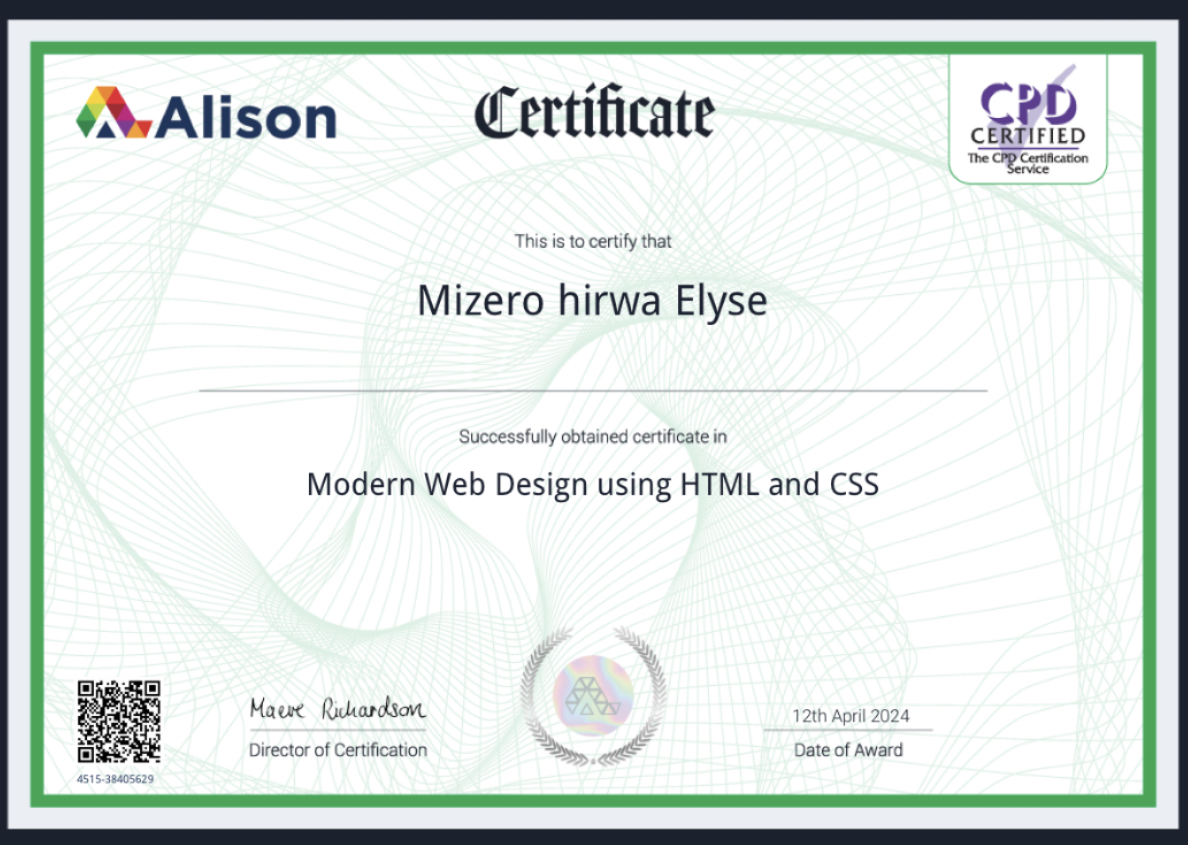 Alison
Certificate
CPD
CERTIFIED
The CPD Certification
Service
This is to certify that
Mizero hirwa Elyse
Successfully obtained certificate in
Modern Web Design using HTML and CSS
4515-38405629
Maeve Richardson
Director of Certification
12th April 2024
Date of Award